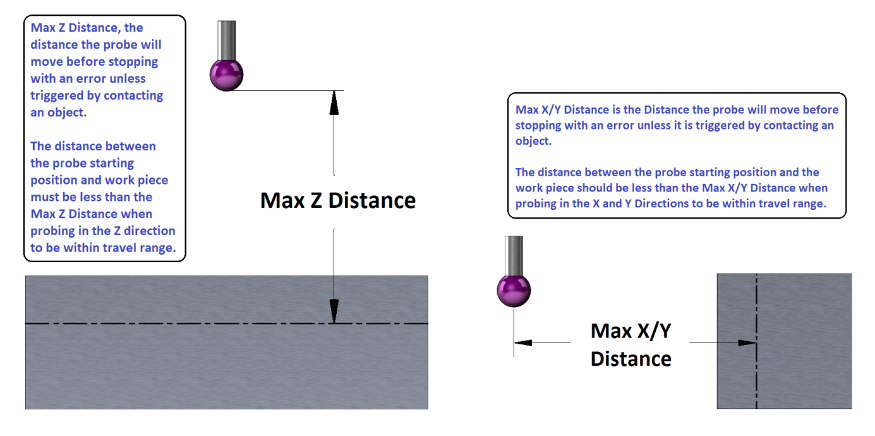 Max Z Distance, the
distance the probe will
move before stopping
with an error unless
triggered by contacting
an object.
The distance between
the probe starting
position and work piece
must be less than the
Max Z Distance when
probing in the Z direction
to be within travel range.
Max Z Distance
Max X/Y Distance is the Distance the probe will move before
stopping with an error unless it is triggered by contacting an
object.
The distance between the probe starting position and the
work piece should be less than the Max X/Y Distance when
probing in the X and Y Directions to be within travel range.
Max X/Y
Distance